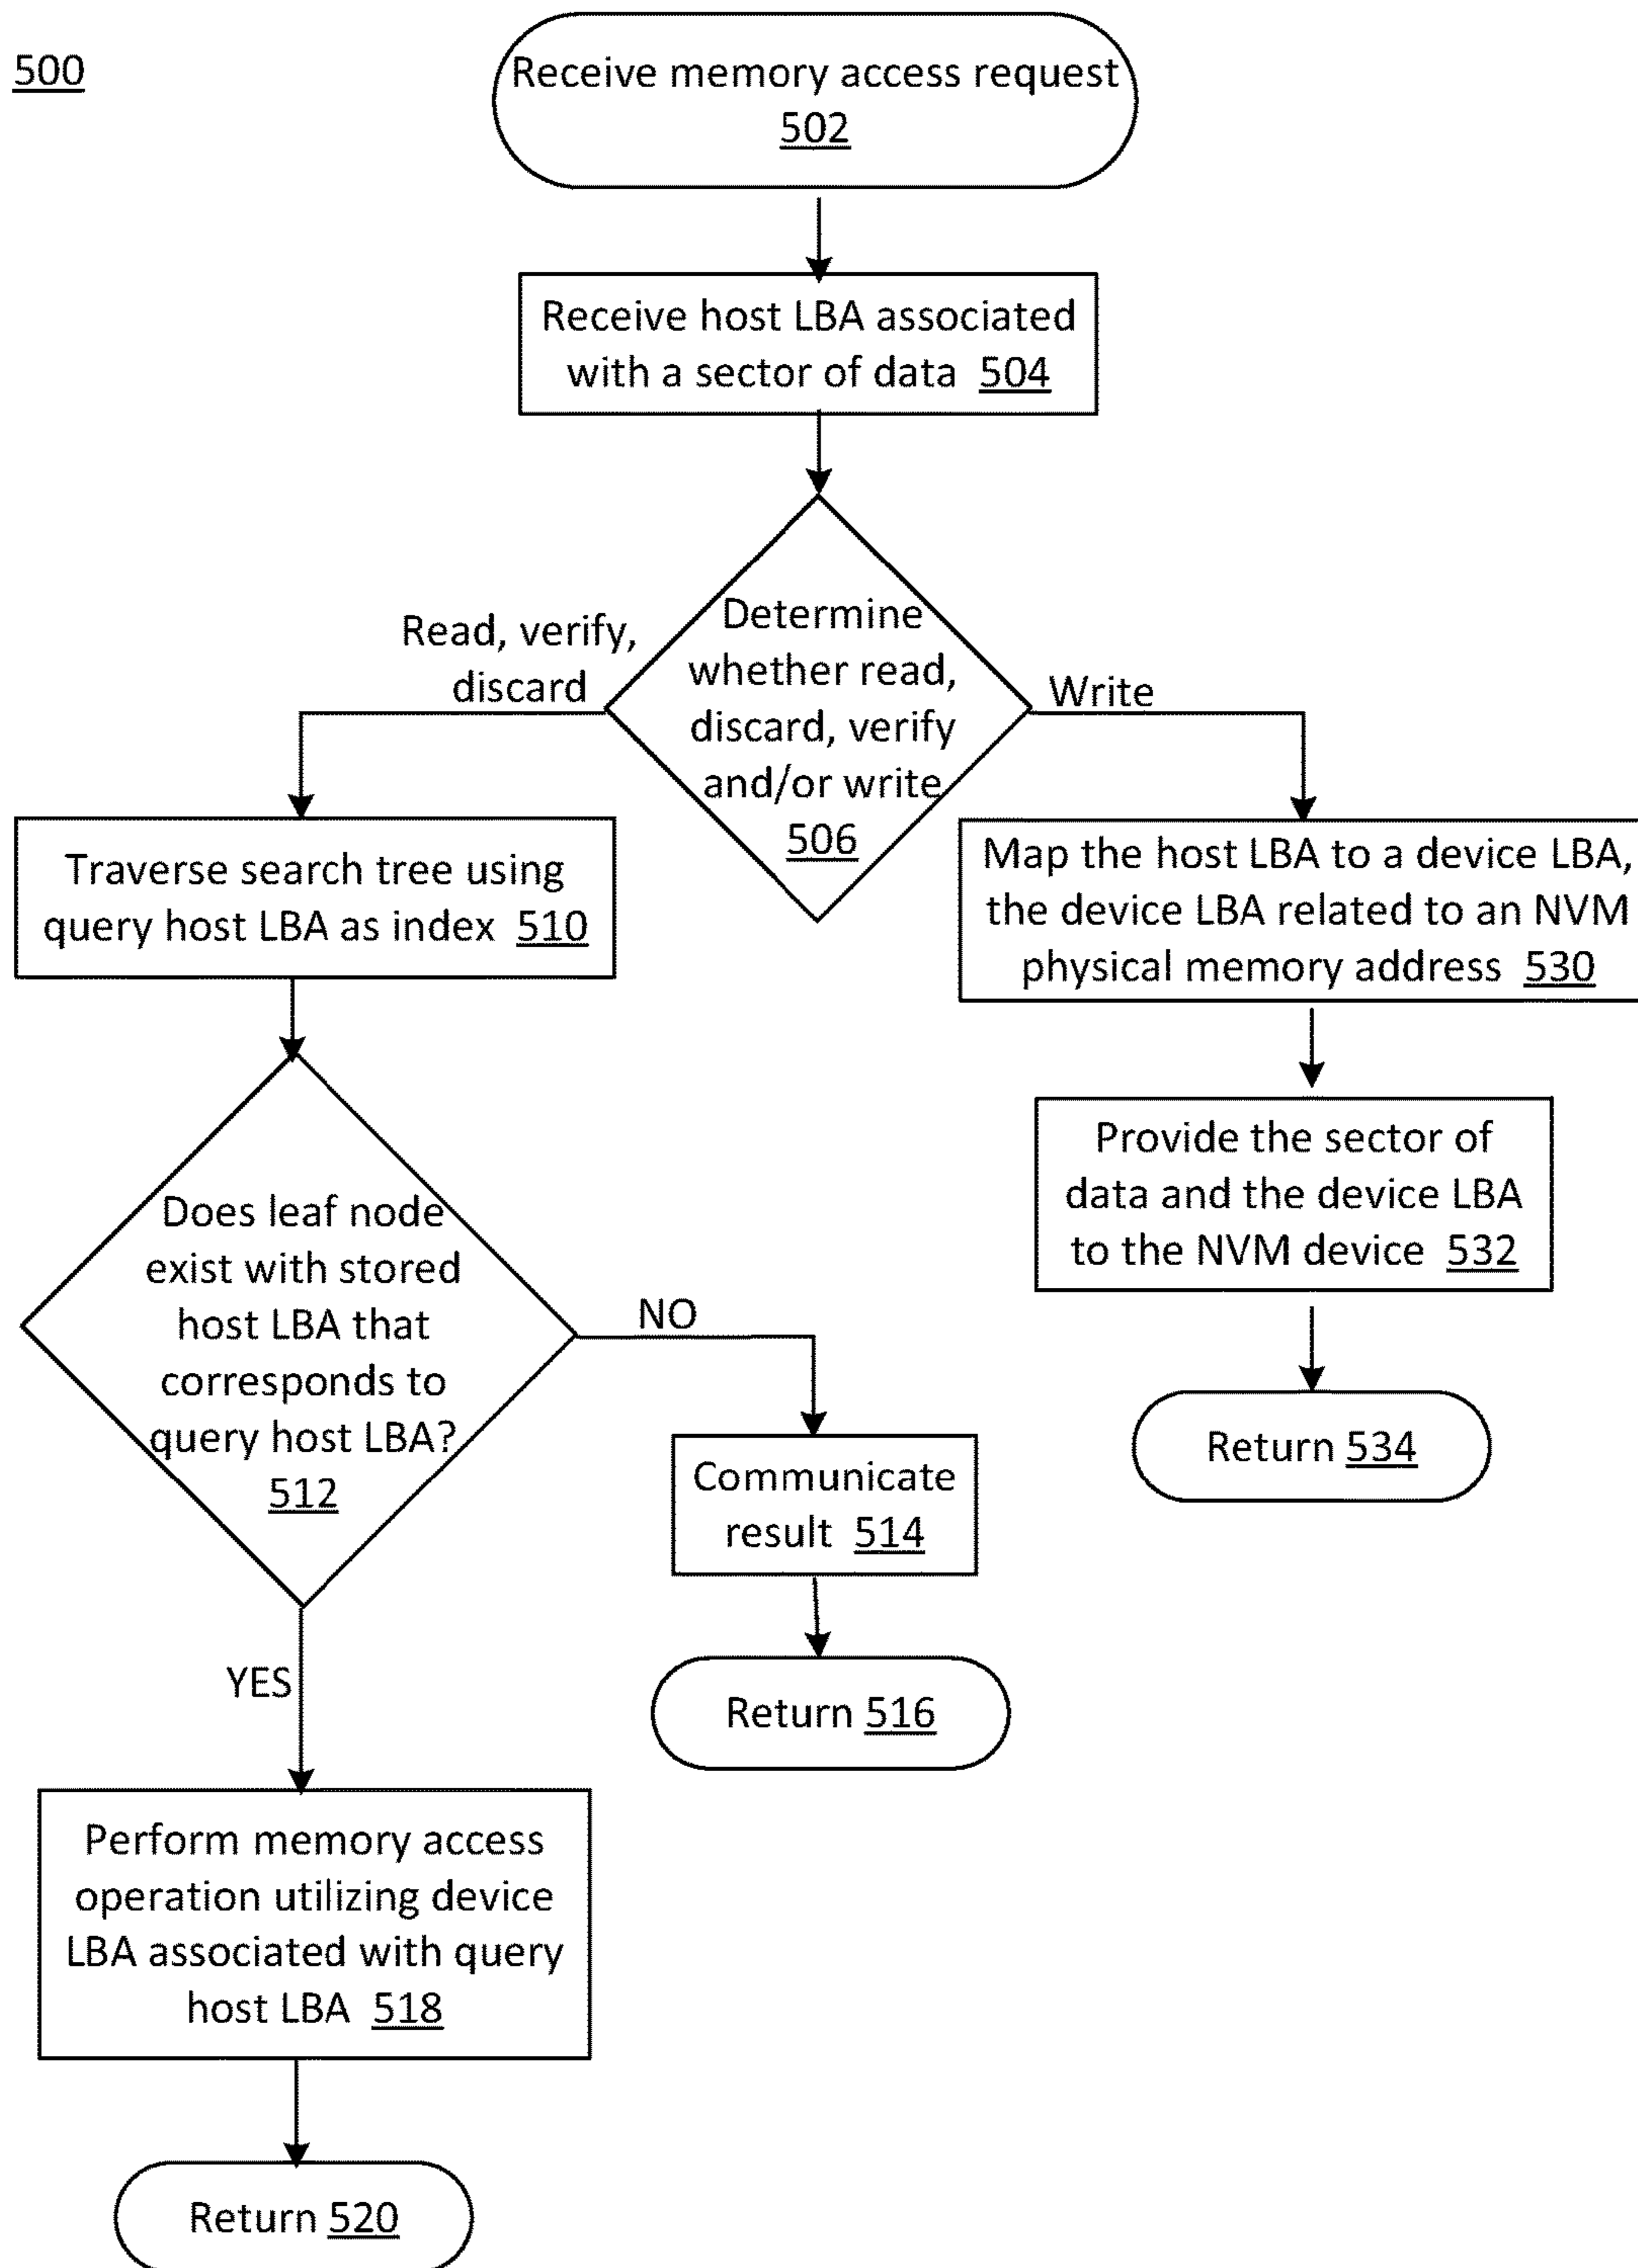 500
Receive memory access request
502
Receive host LBA associated
with a sector of data 504
Determine
whether read,
discard, verify
and/or write
506
Read, verify,
discard
Write
Traverse search tree using
query host LBA as index 510
Map the host LBA to a device LBA,
the device LBA related to an NVM
physical memory address 530
Does leaf node
exist with stored
host LBA that
corresponds to
query host LBA?
512
NO
YES
Provide the sector of
data and the device LBA
to the NVM device 532
Return 534
Communicate
result 514
Return 516
Perform memory access
operation utilizing device
LBA associated with query
host LBA 518
Return 520